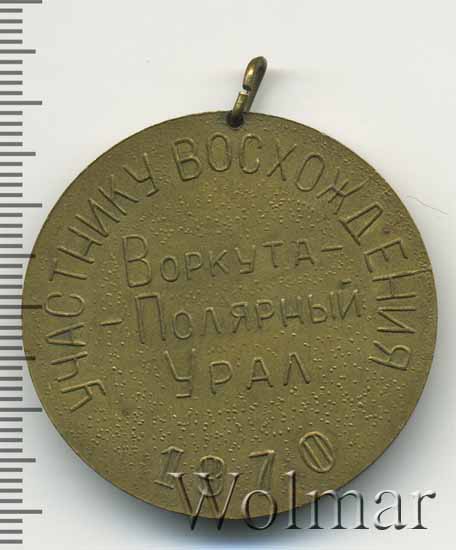 УЧАСТНИКУ ВОСХОЖДЕНИЯ
ВОРКУТА-
-ПОЛЯРНЫЙ
УРАЛ
1970
Wolmar